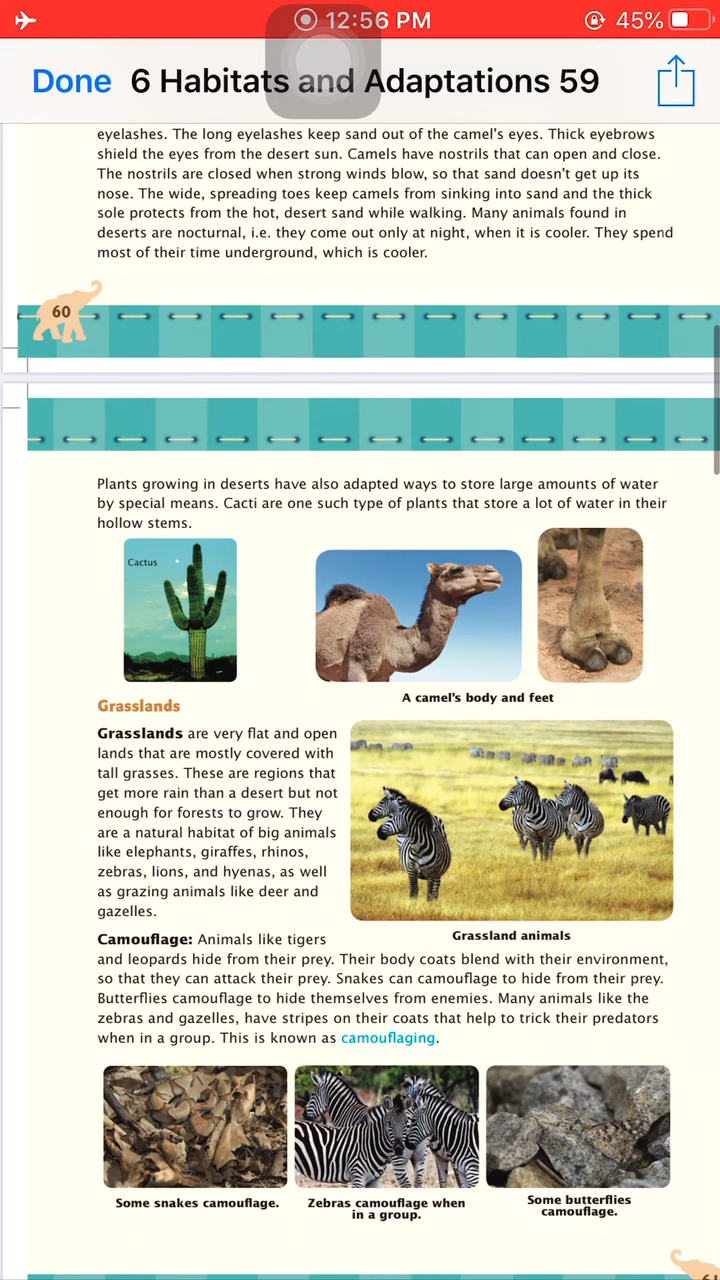 12:56 PM
45%
Done 6 Habitats and Adaptations 59
eyelashes. The long eyelashes keep sand out of the camel's eyes. Thick eyebrows
shield the eyes from the desert sun. Camels have nostrils that can open and close.
The nostrils are closed when strong winds blow, so that sand doesn't get up its
nose. The wide, spreading toes keep camels from sinking into sand and the thick
sole protects from the hot, desert sand while walking. Many animals found in
deserts are nocturnal, i.e. they come out only at night, when it is cooler. They spend
most of their time underground, which is cooler.
60
Plants growing in deserts have also adapted ways to store large amounts of water
by special means. Cacti are one such type of plants that store a lot of water in their
hollow stems.
Cactus
A camel's body and feet
Grasslands
Grasslands are very flat and open
lands that are mostly covered with
tall grasses. These are regions that
get more rain than a desert but not
enough for forests to grow. They
are a natural habitat of big animals
like elephants, giraffes, rhinos,
zebras, lions, and hyenas, as well
as grazing animals like deer and
gazelles.
Grassland animals
Camouflage: Animals like tigers
and leopards hide from their prey. Their body coats blend with their environment,
so that they can attack their prey. Snakes can camouflage to hide from their prey.
Butterflies camouflage to hide themselves from enemies. Many animals like the
zebras and gazelles, have stripes on their coats that help to trick their predators
when in a group. This is known as camouflaging.
Some snakes camouflage.
Zebras camouflage when
in a group.
Some butterflies
camouflage.